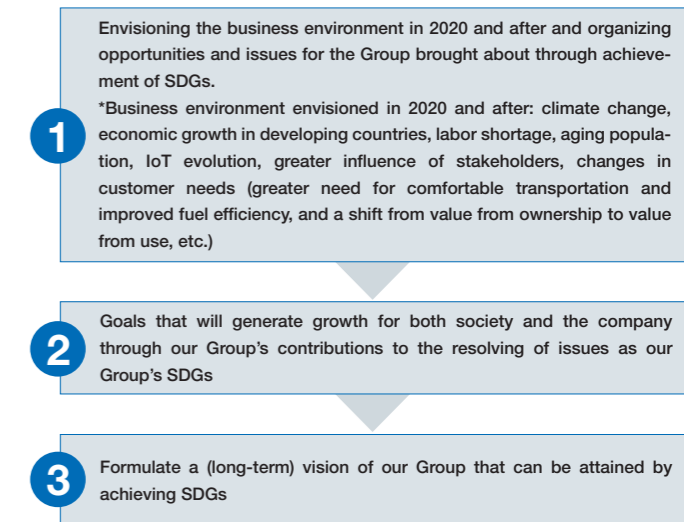 Envisioning the business environment in 2020 and after and organizing
opportunities and issues for the Group brought about through achieve-
ment of SDGs.
1
*Business environment envisioned in 2020 and after: climate change,
economic growth in developing countries, labor shortage, aging popula-
tion, IoT evolution, greater influence of stakeholders, changes in
customer needs (greater need for comfortable transportation and
improved fuel efficiency, and a shift from value from ownership to value
from use, etc.)
2
Goals that will generate growth for both society and the company
through our Group's contributions to the resolving of issues as our
Group's SDGs
3
Formulate a (long-term) vision of our Group that can be attained by
achieving SDGs